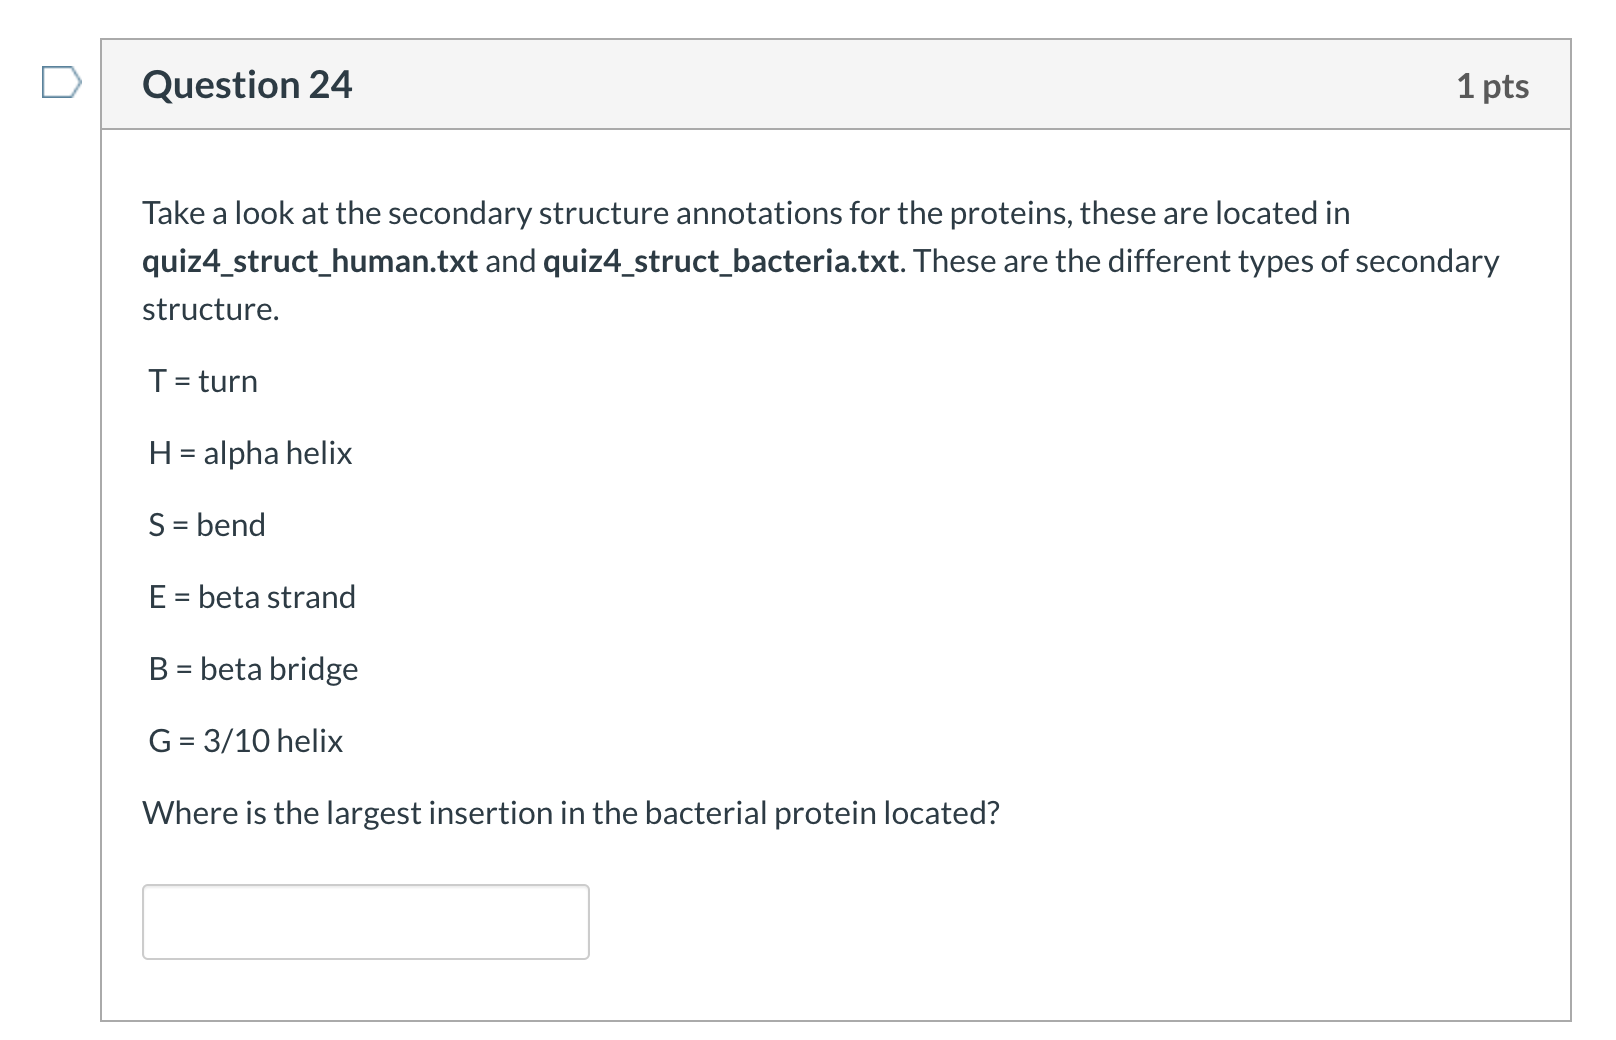 Question 24
1 pts
Take a look at the secondary structure annotations for the proteins, these are located in
quiz4_struct_human.txt and quiz4_struct_bacteria.txt. These are the different types of secondary
structure.
T = turn
H = alpha helix
S = bend
E = beta strand
B = beta bridge
G = 3/10 helix
Where is the largest insertion in the bacterial protein located?